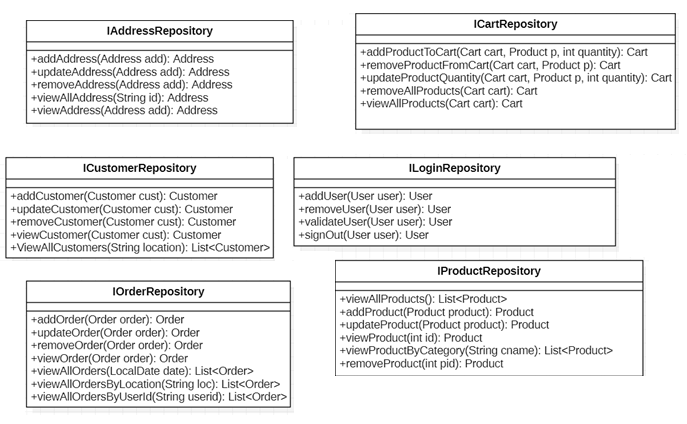 IAddressRepository
+addAddress(Address add): Address
+updateAddress(Address add): Address
+removeAddress(Address add): Address
+viewAllAddress(String id): Address
+viewAddress(Address add): Address
ICartRepository
+addProductToCart(Cart cart, Product p, int quantity): Cart
+removeProductFromCart(Cart cart, Product p): Cart
+updateProductQuantity(Cart cart, Product p, int quantity): Cart
+removeAllProducts(Cart cart): Cart
+viewAllProducts(Cart cart): Cart
ICustomerRepository
+addCustomer(Customer cust): Customer
+updateCustomer(Customer cust): Customer
+removeCustomer(Customer cust): Customer
+viewCustomer(Customer cust): Customer
+ViewAllCustomers(String location): List<Customer>
ILoginRepository
+addUser(User user): User
+removeUser(User user): User
+validateUser(User user): User
+signOut(User user): User
IOrderRepository
+addOrder(Order order): Order
+updateOrder(Order order): Order
+removeOrder(Order order): Order
+viewOrder(Order order): Order
+viewAllOrders(LocalDate date): List<Order>
+viewAllOrdersByLocation(String loc): List<Order>
+viewAllOrdersByUserId(String userid): List<Order>
IProductRepository
+viewAllProducts(): List<Product>
+addProduct(Product product): Product
+updateProduct(Product product): Product
+viewProduct(int id): Product
+viewProductByCategory(String cname): List<Product>
+removeProduct(int pid): Product